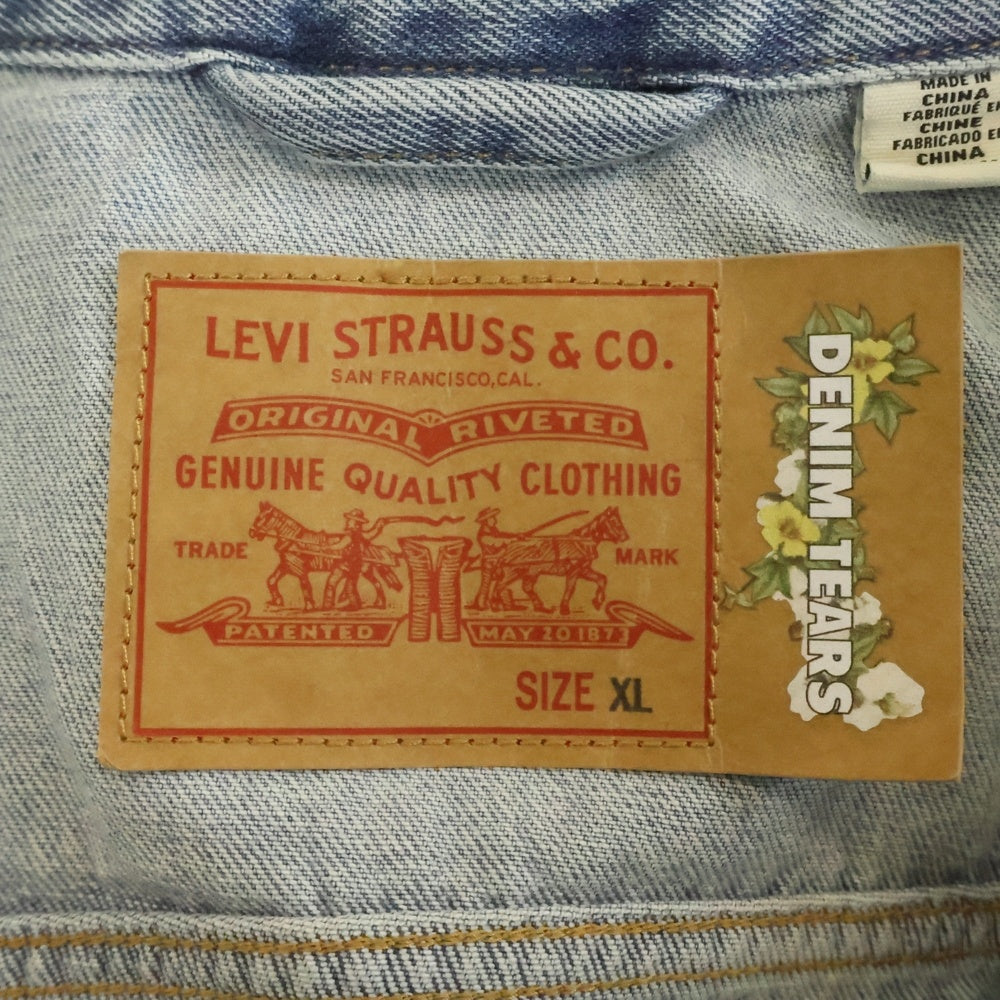 MADE IN
CHINA
FABRIQUÉ
CHINE
FABRICADO
CHINA
LEVI STRAUSS & CO.
SAN FRANCISCO, CAL.
ORIGINAL RIVETED
GENUINE QUALITY CLOTHING
TRADE MARK
PATENTED MAY 20 1873
SIZE XL
DENIM TEARS